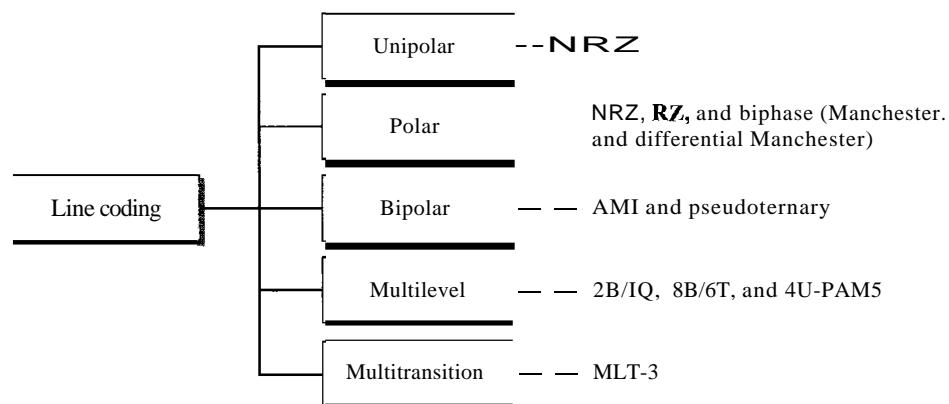 Unipolar
--NRZ
Polar
NRZ, RZ, and biphase (Manchester.
and differential Manchester)
Line coding
Bipolar
AMI and pseudoternary
Multilevel
2B/IQ, 8B/6T, and 4U-PAM5
Multitransition
MLT-3